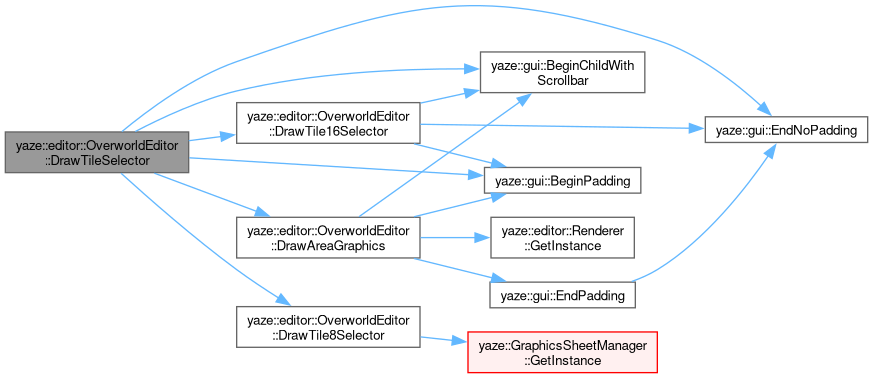 yaze::editor::OverworldEditor
::DrawTileSelector
yaze::editor::OverworldEditor
::DrawTile16Selector
yaze::editor::OverworldEditor
::DrawAreaGraphics
yaze::editor::OverworldEditor
::DrawTile8Selector
yaze::gui::BeginChildWith
Scrollbar
yaze::gui::BeginPadding
yaze::editor::Renderer
::GetInstance
yaze::gui::EndPadding
yaze::GraphicsSheetManager
::GetInstance
yaze::gui::EndNoPadding